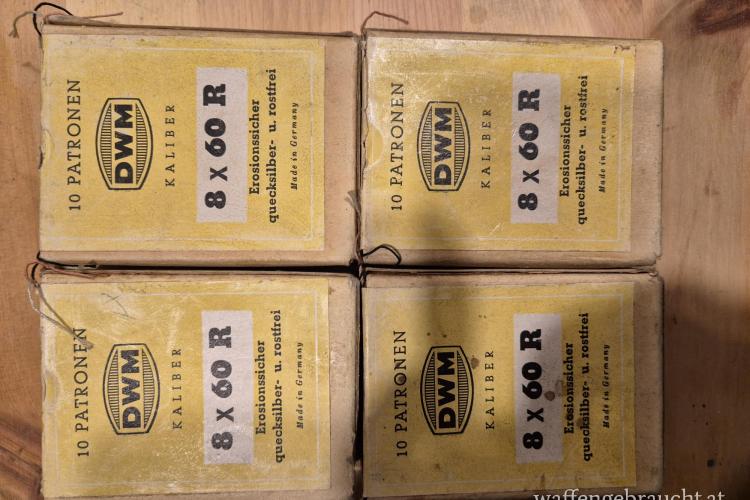 10 PATRONEN
DWM
KALIBER
8 x 60 R
Erosionssicher
quecksilber- u. rostfrei
Made in Germany
10 PATRONEN
DWM
KALIBER
8 x 60 R
Erosionssicher
quecksilber- u. rostfrei
Made in Germany
10 PATRONEN
DWM
KALIBER
8 x 60 R
Erosionssicher
quecksilber- u. rostfrei
Made in Germany
10 PATRONEN
DWM
KALIBER
8 x 60 R
Erosionssicher
quecksilber- u. rostfrei
Made in Germany
waffengebraucht.at